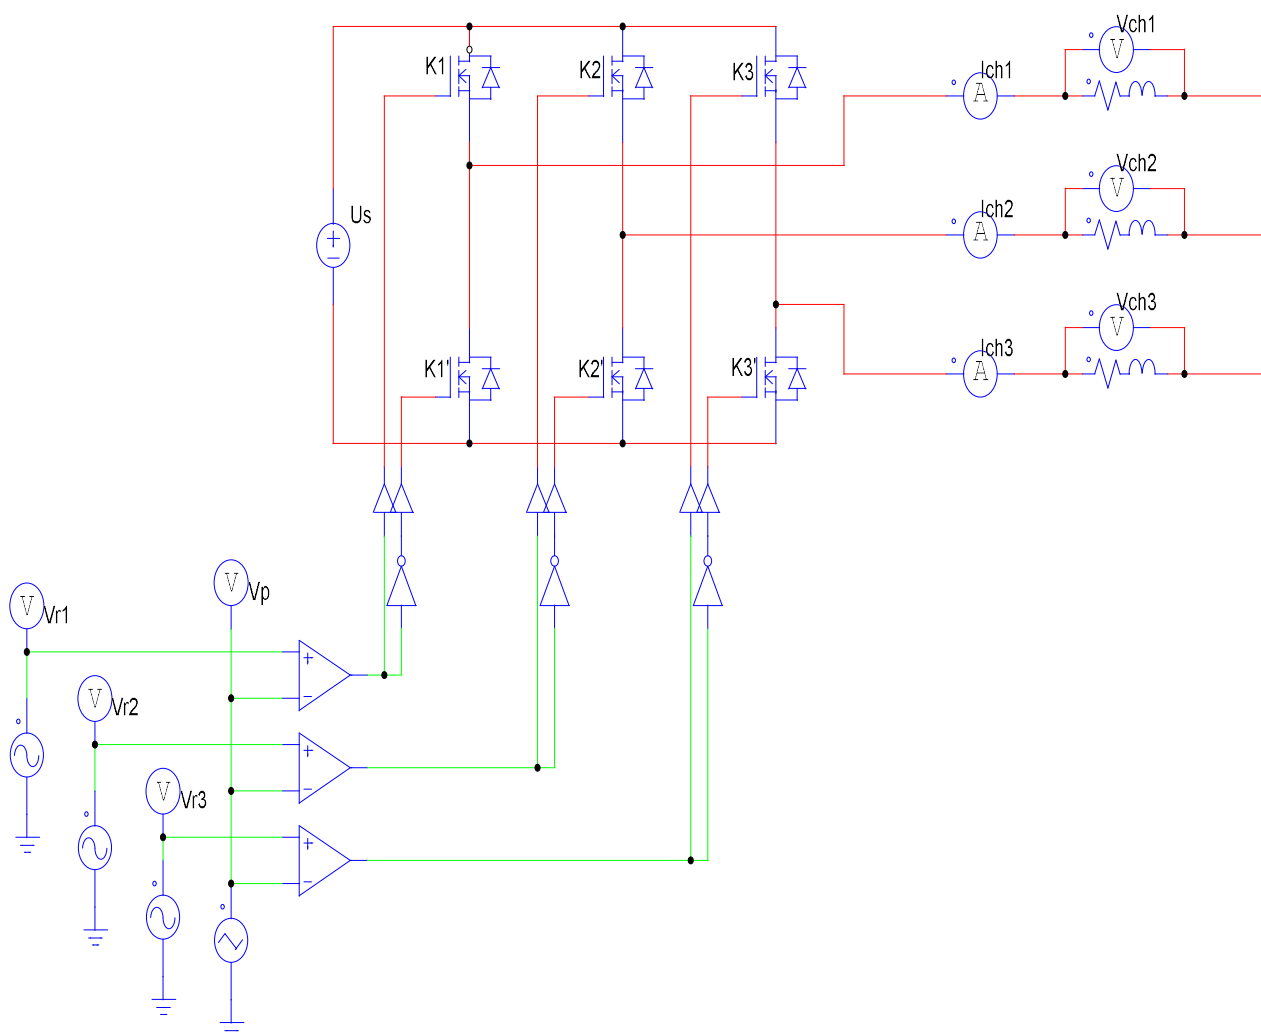 Vch1
K1
K2
K3
Ich1
V
A
Vch2
Us
Ich2
V
A
Vch3
K1'
K2'
K3'
Ich3
V
A
V
Vp
V
Vr1
V
Vr2
V
Vr3